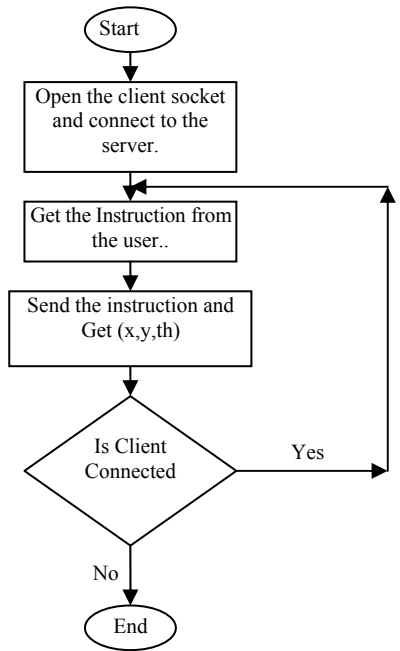 Start
Open the client socket
and connect to the
server.
Get the Instruction from
the user..
Send the instruction and
Get (x,y,th)
Is Client
Connected
Yes
No
End